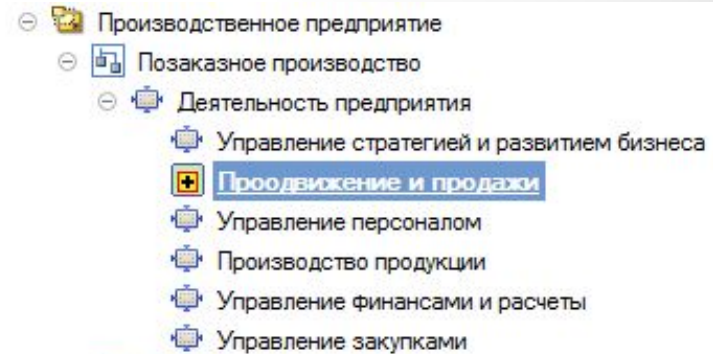 Производственное предприятие
Позаказное производство
Деятельность предприятия
Управление стратегией и развитием бизнеса
Проодвижение и продажи
Управление персоналом
Производство продукции
Управление финансами и расчеты
Управление закупками